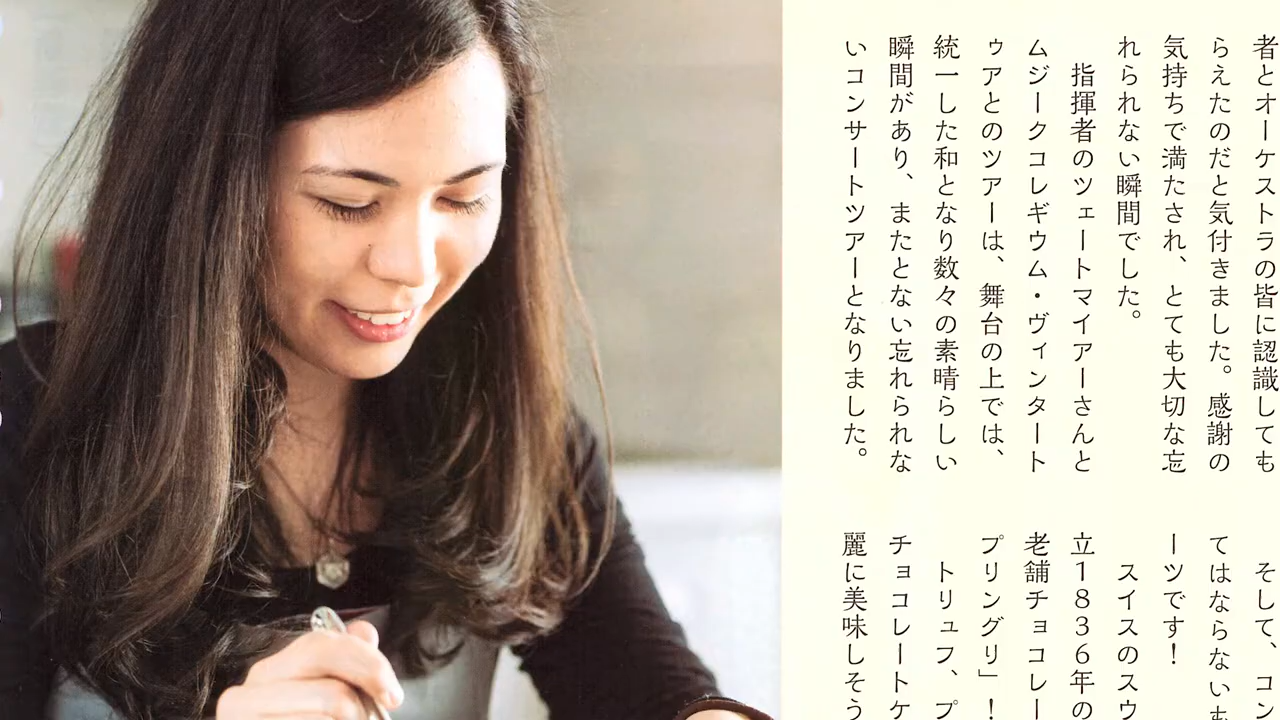 者とオーケストラの皆に認識しても
らえたのだと気付きました。感謝の
気持ちで満たされ、とても大切な忘
れられない瞬間でした。
指揮者のツェートマイアーさんと
ムジークコレギウム・ヴィンタート
ゥアとのツアーは、舞台の上では、
統一した和となり数々の素晴らしい
瞬間があり、またとない忘れられな
いコンサートツアーとなりました。
そして、コン
てはならないも
ーツです！
スイスのスウ
立１８３６年の
老舗チョコレー
プリングリ」！
トリュフ、プ
チョコレートケ
麗に美味しそう